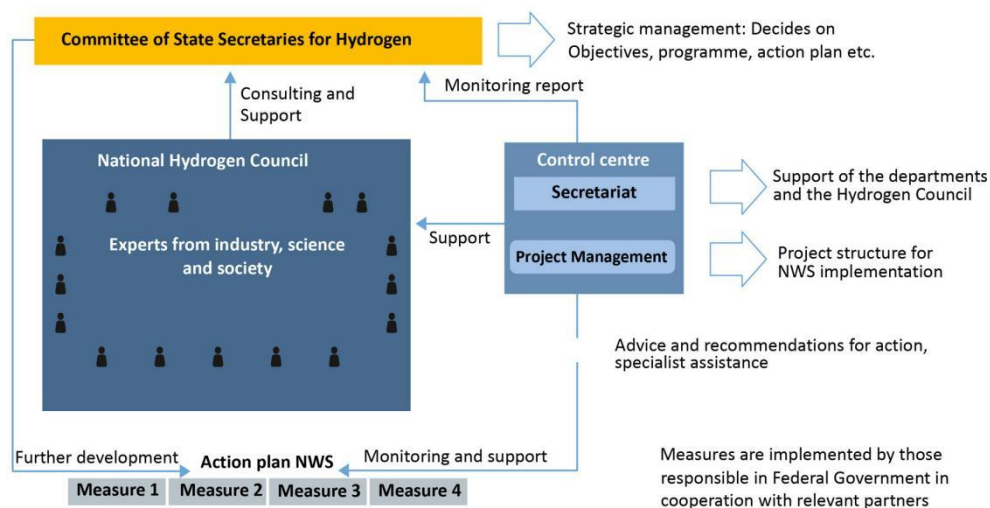 Committee of State Secretaries for Hydrogen
Strategic management: Decides on
Objectives, programme, action plan etc.
Consulting and
Support
Monitoring report
National Hydrogen Council
Experts from industry, science
and society
Support
Control centre
Secretariat
Project Management
Support of the departments
and the Hydrogen Council
Project structure for
NWS implementation
Advice and recommendations for action,
specialist assistance
Further development
Action plan NWS
Monitoring and support
Measure 1
Measure 2
Measure 3
Measure 4
Measures are implemented by those
responsible in Federal Government in
cooperation with relevant partners